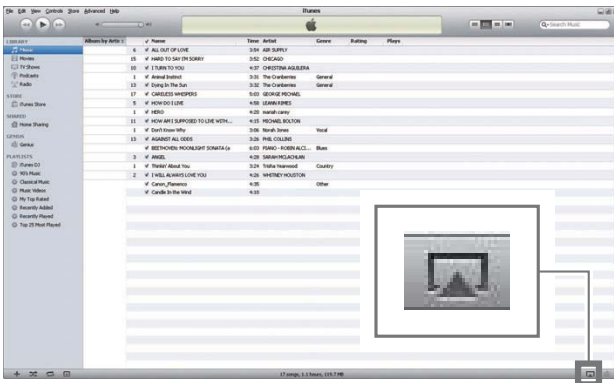 File Edit View Controls Store Advanced Help
iTunes
Search Music
LIBRARY
Music
Movies
TV Shows
Podcasts
Radio
STORE
iTunes Store
SHARED
Home Sharing
GENIUS
Genius
PLAYLISTS
iTunes DJ
90's Music
Classical Music
Music Videos
My Top Rated
Recently Added
Recently Played
Top 25 Most Played
Album by Artist Name Time Artist Genre Rating Plays
6 ALL OUT OF LOVE 3:54 AIR SUPPLY
15 HARD TO SAY I'M SORRY 3:52 CHICAGO
10 I TURN TO YOU 4:37 CHRISTINA AGUILERA
1 Animal Instinct 3:31 The Cranberries General
13 Dying In The Sun 3:32 The Cranberries General
17 CARELESS WHISPERS 5:03 GEORGE MICHAEL
5 HOW DO I LIVE 4:58 LEANN RIMES
1 HERO 4:20 mariah carey
11 HOW AM I SUPPOSED TO LIVE WITH... 4:15 MICHAEL BOLTON
1 Don't Know Why 3:06 Norah Jones Vocal
13 AGAINST ALL ODDS 3:26 PHIL COLLINS
BEETHOVEN: MOONLIGHT SONATA (a 6:03 PIANO - ROBIN ALCI... Blues
3 ANGEL 4:28 SARAH MCLACHLAN
1 Thinkin' About You 3:24 Trisha Yearwood Country
2 I WILL ALWAYS LOVE YOU 4:26 WHITNEY HOUSTON
Canon_Flamenco 4:35 Other
Candle In the Wind 4:10
17 songs, 1.1 hours, 119.7 MB